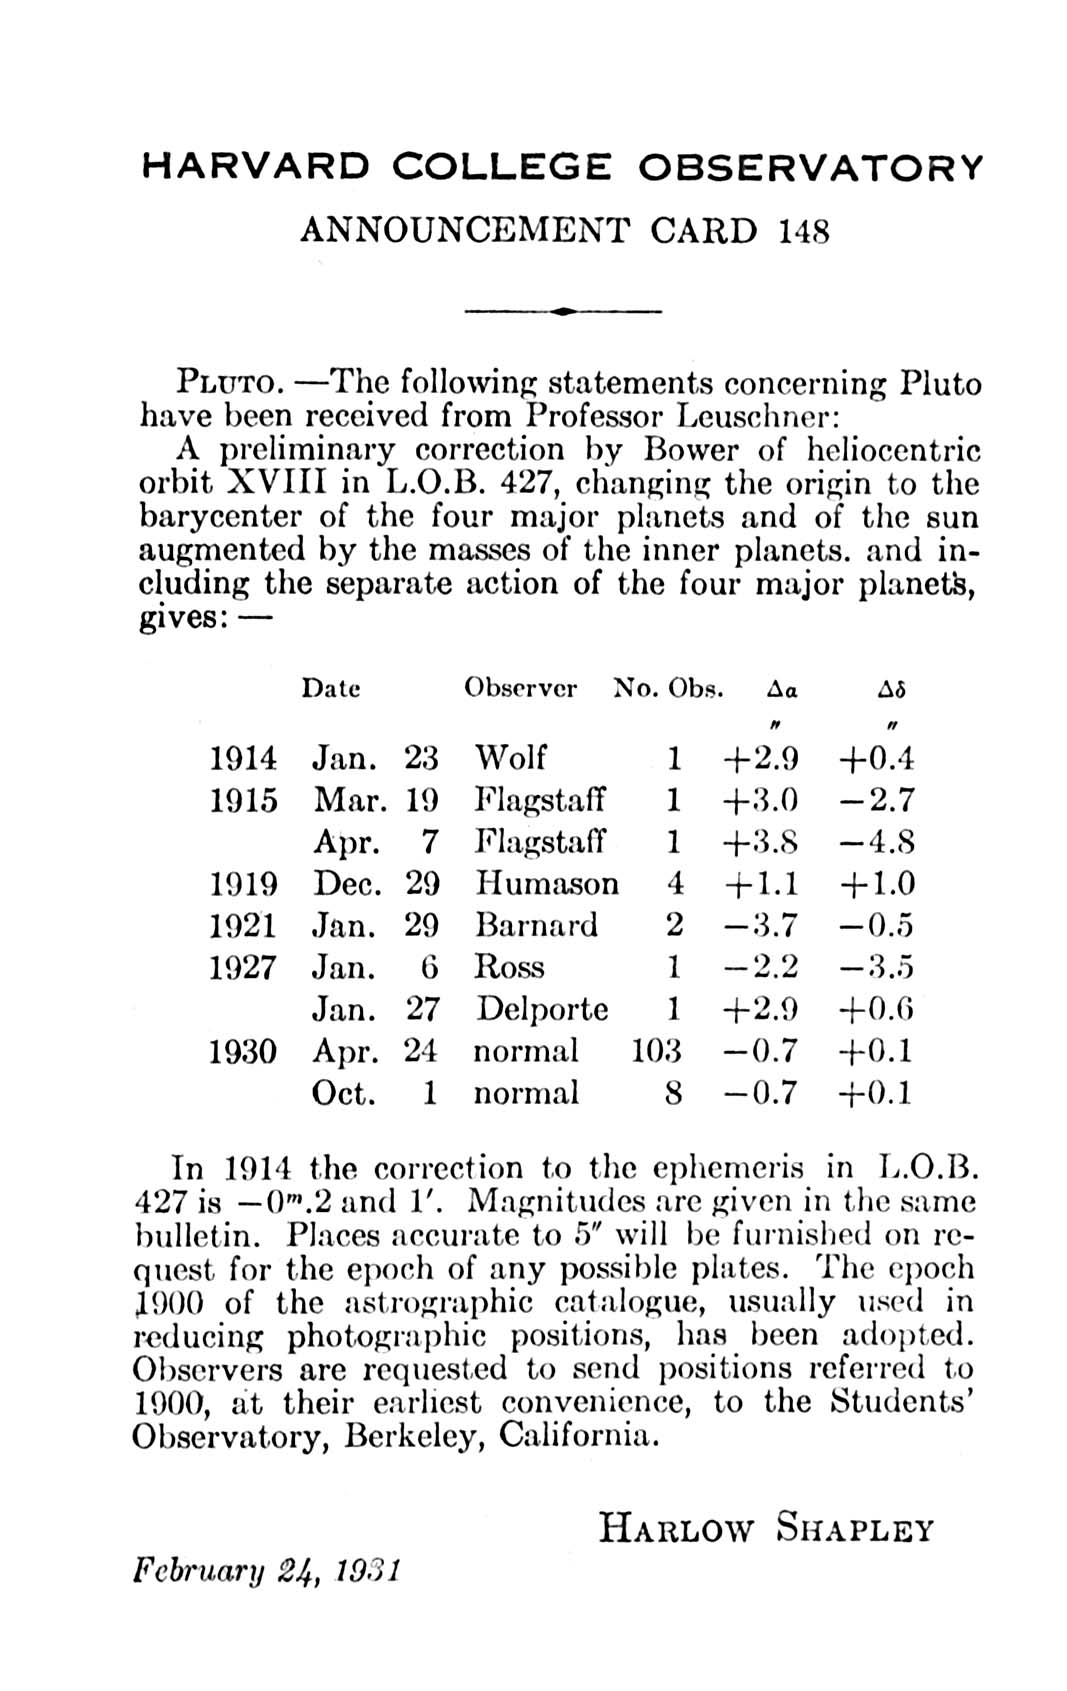 HARVARD COLLEGE OBSERVATORY
ANNOUNCEMENT CARD 148
PLUTO. —The following statements concerning Pluto
have been received from Professor Leuschner:
A preliminary correction by Bower of heliocentric
orbit XVIII in L.O.B. 427, changing the origin to the
barycenter of the four major planets and of the sun
augmented by the masses of the inner planets. and in-
cluding the separate action of the four major planets,
gives: —
Date Observer No. Obs. Δα Δδ
″ ″
1914 Jan. 23 Wolf 1 +2.9 +0.4
1915 Mar. 19 Flagstaff 1 +3.0 −2.7
Apr. 7 Flagstaff 1 +3.8 −4.8
1919 Dec. 29 Humason 4 +1.1 +1.0
1921 Jan. 29 Barnard 2 −3.7 −0.5
1927 Jan. 6 Ross 1 −2.2 −3.5
Jan. 27 Delporte 1 +2.9 +0.6
1930 Apr. 24 normal 103 −0.7 +0.1
Oct. 1 normal 8 −0.7 +0.1
In 1914 the correction to the ephemeris in L.O.B.
427 is −0ᵐ.2 and 1′. Magnitudes are given in the same
bulletin. Places accurate to 5″ will be furnished on re-
quest for the epoch of any possible plates. The epoch
1900 of the astrographic catalogue, usually used in
reducing photographic positions, has been adopted.
Observers are requested to send positions referred to
1900, at their earliest convenience, to the Students'
Observatory, Berkeley, California.
HARLOW SHAPLEY
February 24, 1931